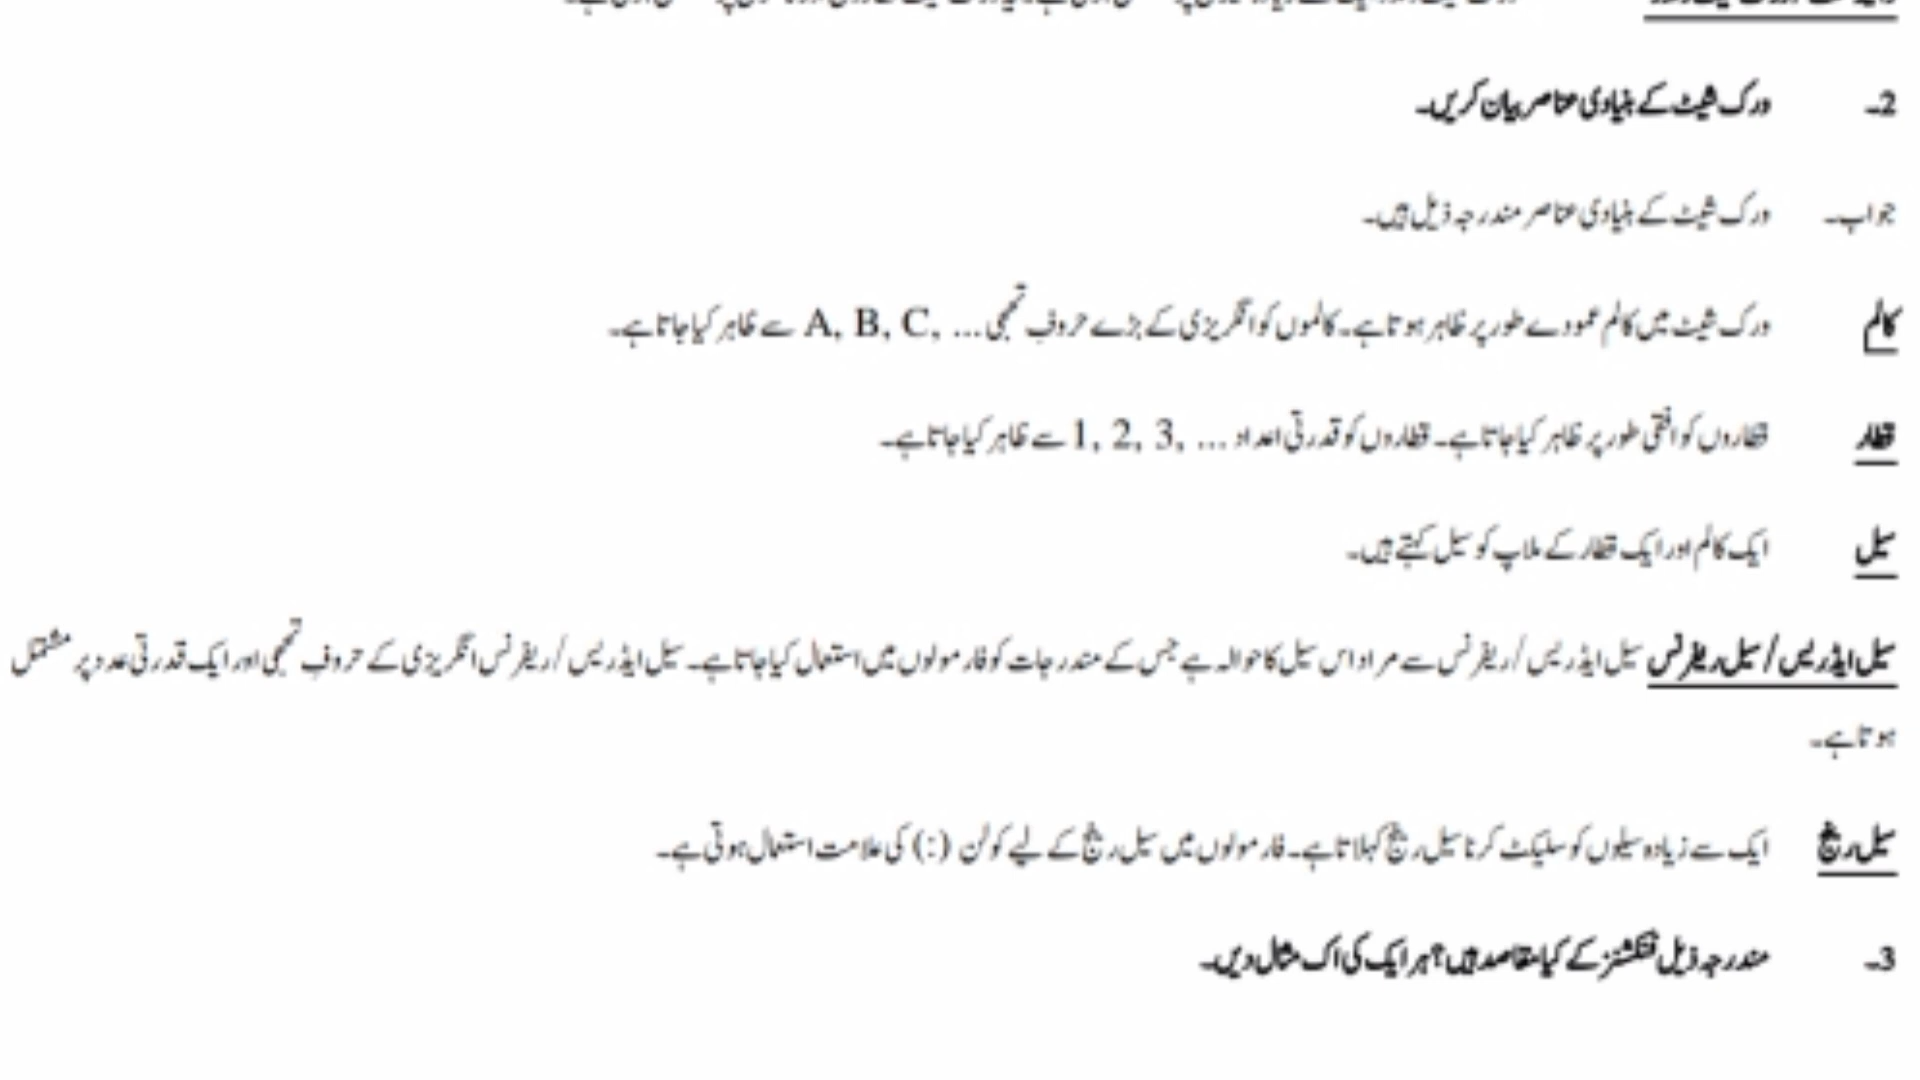 2۔ ورک شیٹ کے بنیادی عناصر بیان کریں۔
جواب۔ ورک شیٹ کے بنیادی عناصر مندرجہ ذیل ہیں۔
کالم ورک شیٹ میں کالم عمودے طور پر ظاہر ہوتا ہے۔ کالموں کو انگریزی کے بڑے حروفِ تہجی A, B, C, ... سے ظاہر کیا جاتا ہے۔
قطار قطاروں کو افقی طور پر ظاہر کیا جاتا ہے۔ قطاروں کو قدرتی اعداد 1, 2, 3, ... سے ظاہر کیا جاتا ہے۔
سیل ایک کالم اور ایک قطار کے ملاپ کو سیل کہتے ہیں۔
سیل ایڈریس/سیل ریفرنس سیل ایڈریس/ریفرنس سے مراد اس سیل کا حوالہ ہے جس کے مندرجات کو فارمولوں میں استعمال کیا جاتا ہے۔ سیل ایڈریس/ریفرنس انگریزی کے حروفِ تہجی اور ایک قدرتی عدد پر مشتمل
ہوتا ہے۔
سیل رینج ایک سے زیادہ سیلوں کو سلیکٹ کرنا سیل رینج کہلاتا ہے۔ فارمولوں میں سیل رینج کے لیے کولن (:) کی علامت استعمال ہوتی ہے۔
3۔ مندرجہ ذیل فنکشنز کے کیا مقاصد ہیں؟ ہر ایک کی اک مثال دیں۔